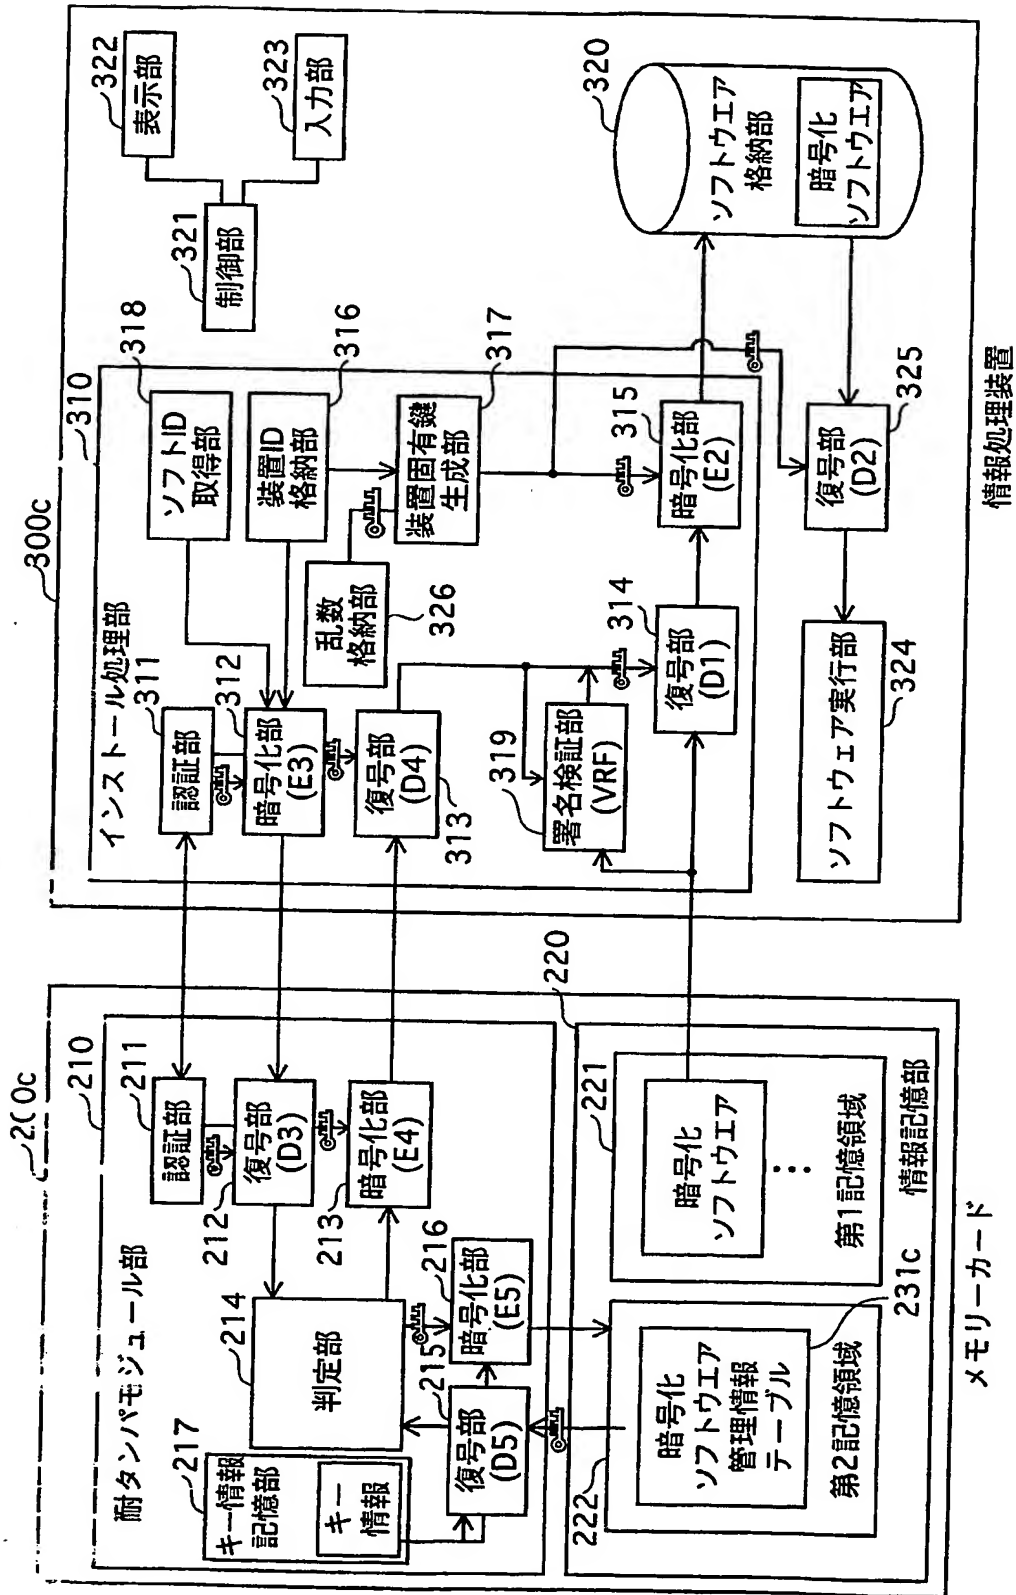 300c
310
インストール処理部
318
ソフトID
取得部
316
装置ID
格納部
317
装置固有鍵
生成部
乱数
格納部
326
311
認証部
312
暗号化部
(E3)
復号部
(D4)
313
319
署名検証部
(VRF)
314
復号部
(D1)
315
暗号化部
(E2)
321
制御部
322
表示部
323
入力部
320
ソフトウエア
格納部
暗号化
ソフトウエア
325
復号部
(D2)
ソフトウェア実行部
324
情報処理装置
210
耐タンパモジュール部
211
認証部
212
復号部
(D3)
213
暗号化部
(E4)
214
判定部
215
復号部
(D5)
216
暗号化部
(E5)
217
キー情報
記憶部
キー
情報
220
221
暗号化
ソフトウエア
第1記憶領域
情報記憶部
222
暗号化
ソフトウエア
管理情報
テーブル
第2記憶領域
231c
メモリーカード